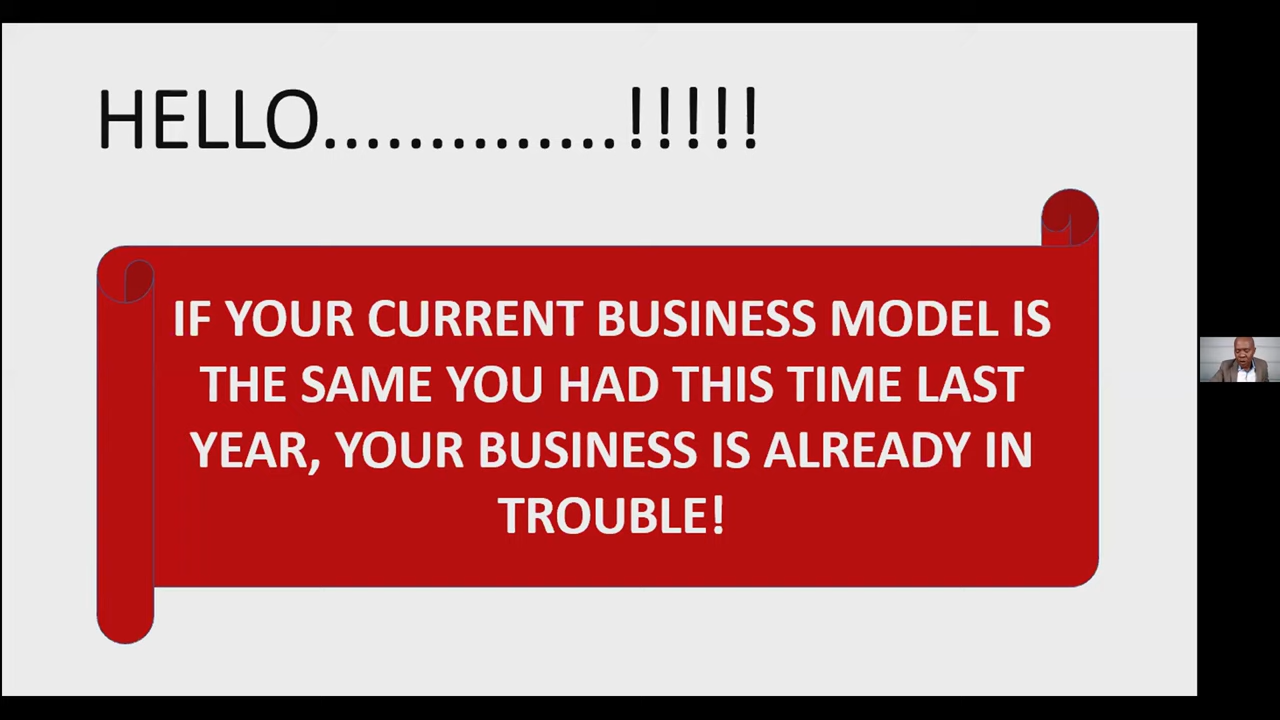 HELLO..............!!!!!
IF YOUR CURRENT BUSINESS MODEL IS
THE SAME YOU HAD THIS TIME LAST
YEAR, YOUR BUSINESS IS ALREADY IN
TROUBLE!